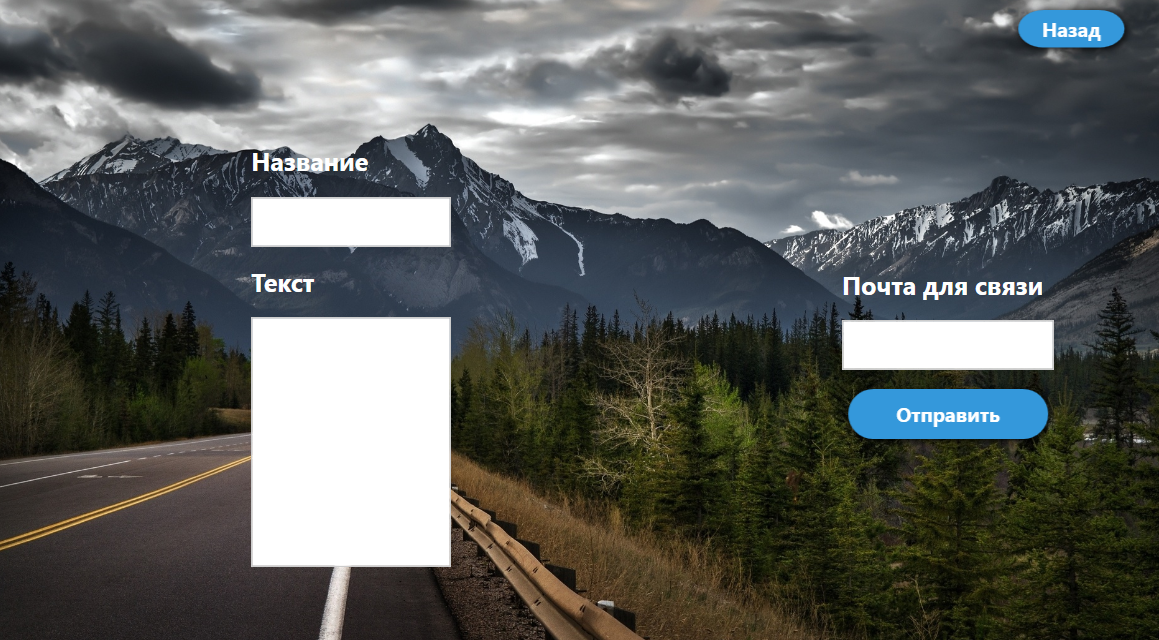 Назад
Название
Текст
Почта для связи
Отправить